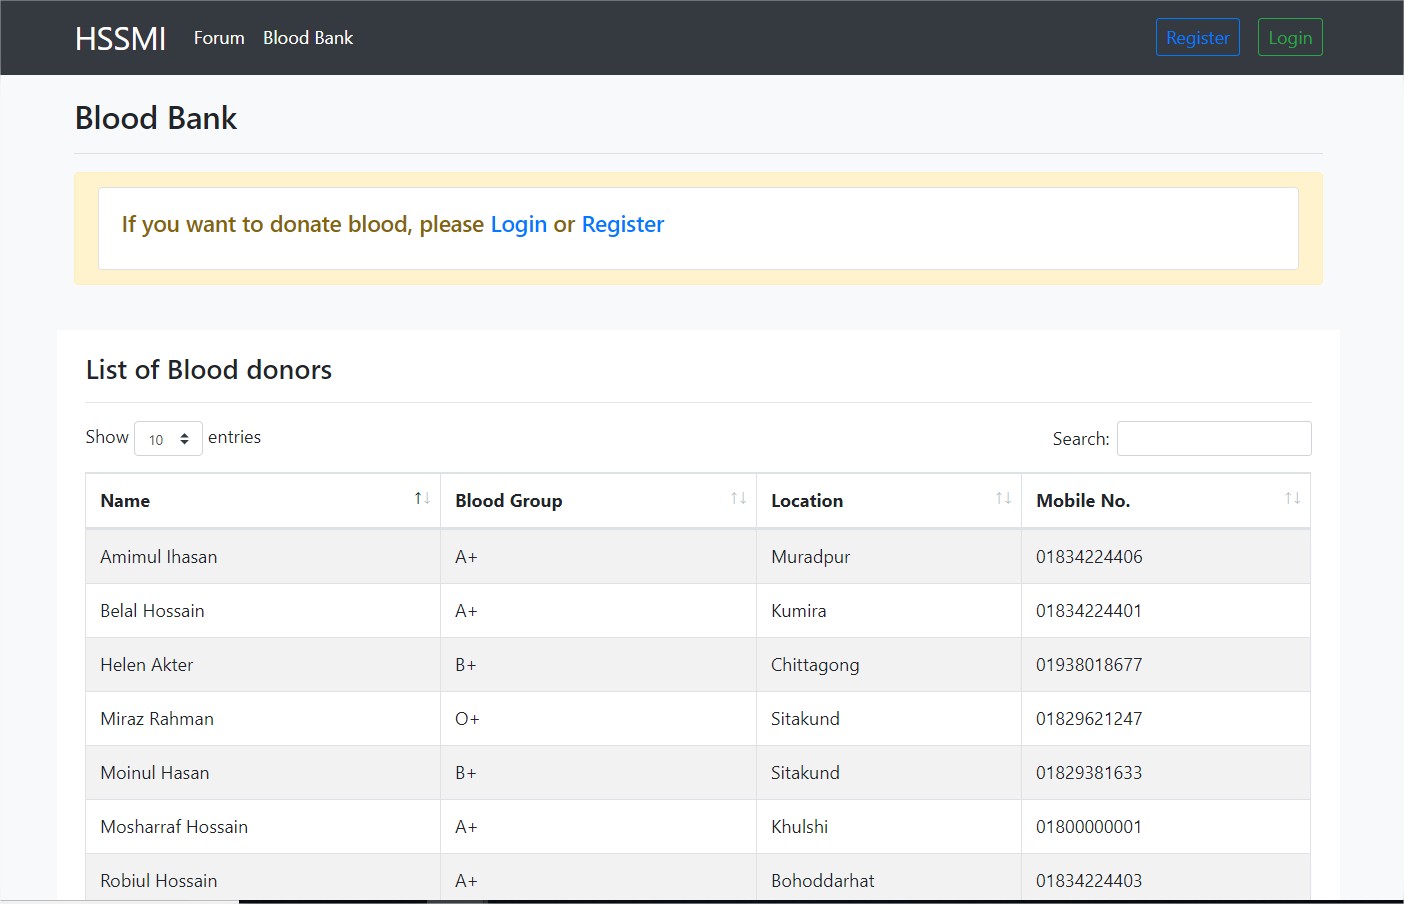 HSSMI Forum Blood Bank Register Login
Blood Bank
If you want to donate blood, please Login or Register
List of Blood donors
Show 10 entries Search:
Name Blood Group Location Mobile No.
Amimul Ihasan A+ Muradpur 01834224406
Belal Hossain A+ Kumira 01834224401
Helen Akter B+ Chittagong 01938018677
Miraz Rahman O+ Sitakund 01829621247
Moinul Hasan B+ Sitakund 01829381633
Mosharraf Hossain A+ Khulshi 01800000001
Robiul Hossain A+ Bohoddarhat 01834224403